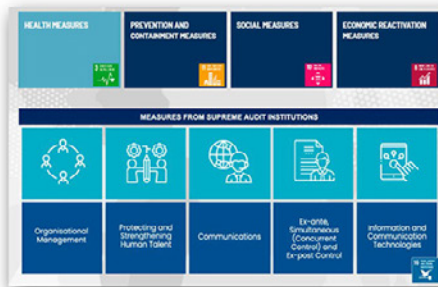 HEALTH MEASURES
PREVENTION AND
CONTAINMENT MEASURES
SOCIAL MEASURES
ECONOMIC REACTIVATION
MEASURES
MEASURES FROM SUPREME AUDIT INSTITUTIONS
Organisational
Management
Protecting and
Strengthening
Human Talent
Communications
Ex-ante,
Simultaneous
(Concurrent
Control) and
Ex-post Control
Information and
Communication
Technologies